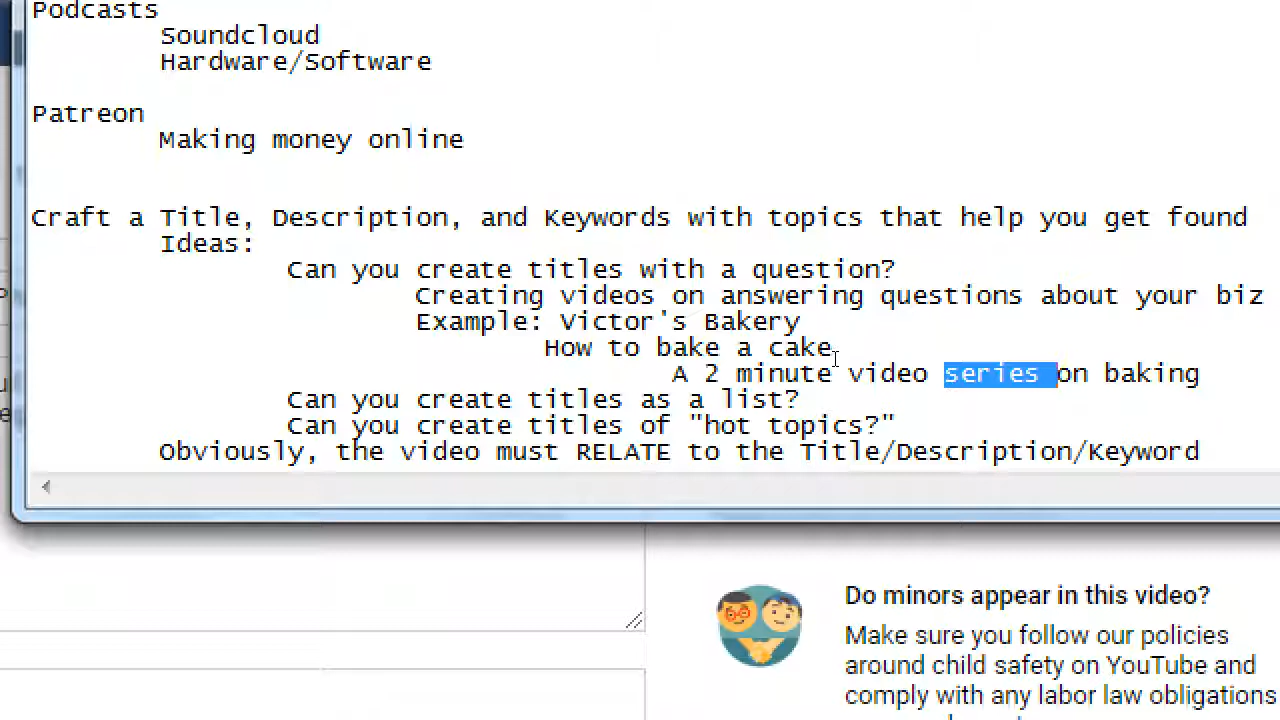 Podcasts
Soundcloud
Hardware/Software
Patreon
Making money online
Craft a Title, Description, and Keywords with topics that help you get found
Ideas:
Can you create titles with a question?
Creating videos on answering questions about your biz
Example: Victor's Bakery
How to bake a cake
A 2 minute video series on baking
Can you create titles as a list?
Can you create titles of "hot topics?"
Obviously, the video must RELATE to the Title/Description/Keyword
Do minors appear in this video?
Make sure you follow our policies
around child safety on YouTube and
comply with any labor law obligations